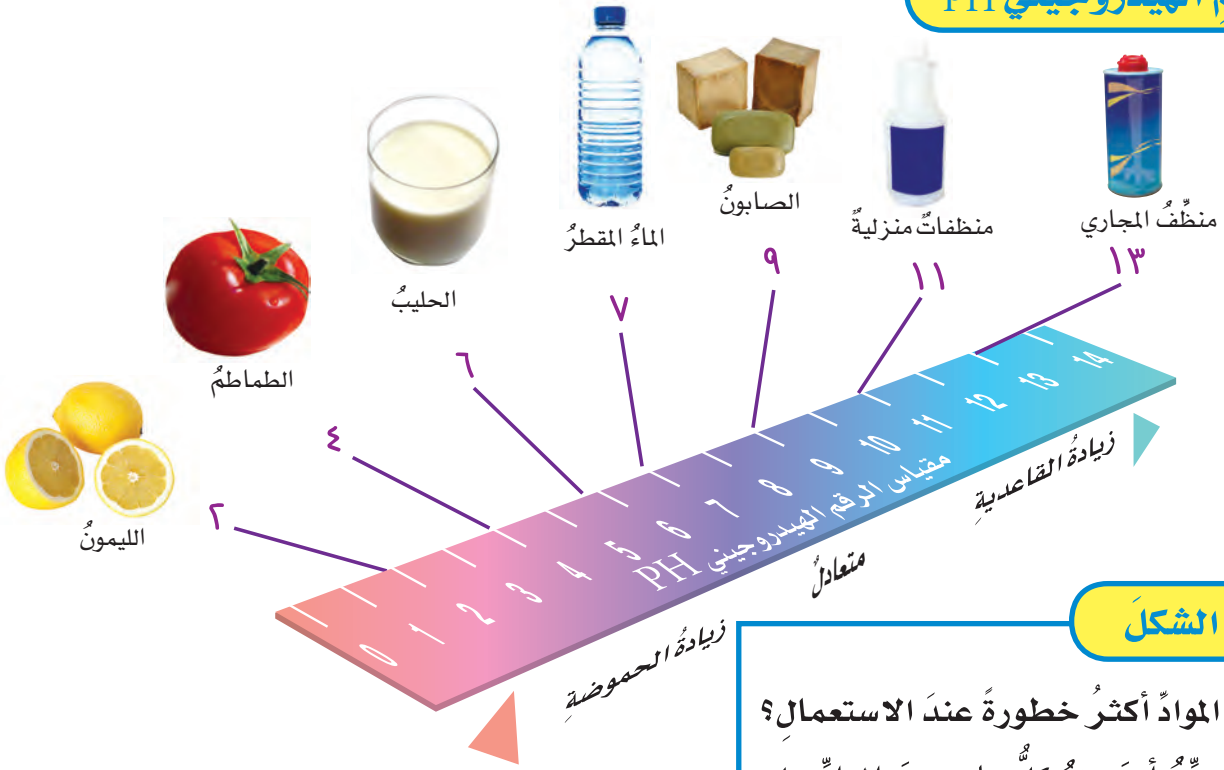 الهيدروجيني PH
منظِّفُ المجاري
١٣
منظفاتٌ منزليةٌ
١١
الصابونُ
٩
الماءُ المقطرُ
٧
الحليبُ
٦
الطماطمُ
٤
الليمونُ
٢
0 1 2 3 4 5 6 7 8 9 10 11 12 13 14
مقياس الرقم الهيدروجيني PH
زيادةُ الحموضةِ
متعادلٌ
زيادةُ القاعديةِ
الشكلَ
الموادِّ أكثرُ خطورةً عندَ الاستعمالِ؟